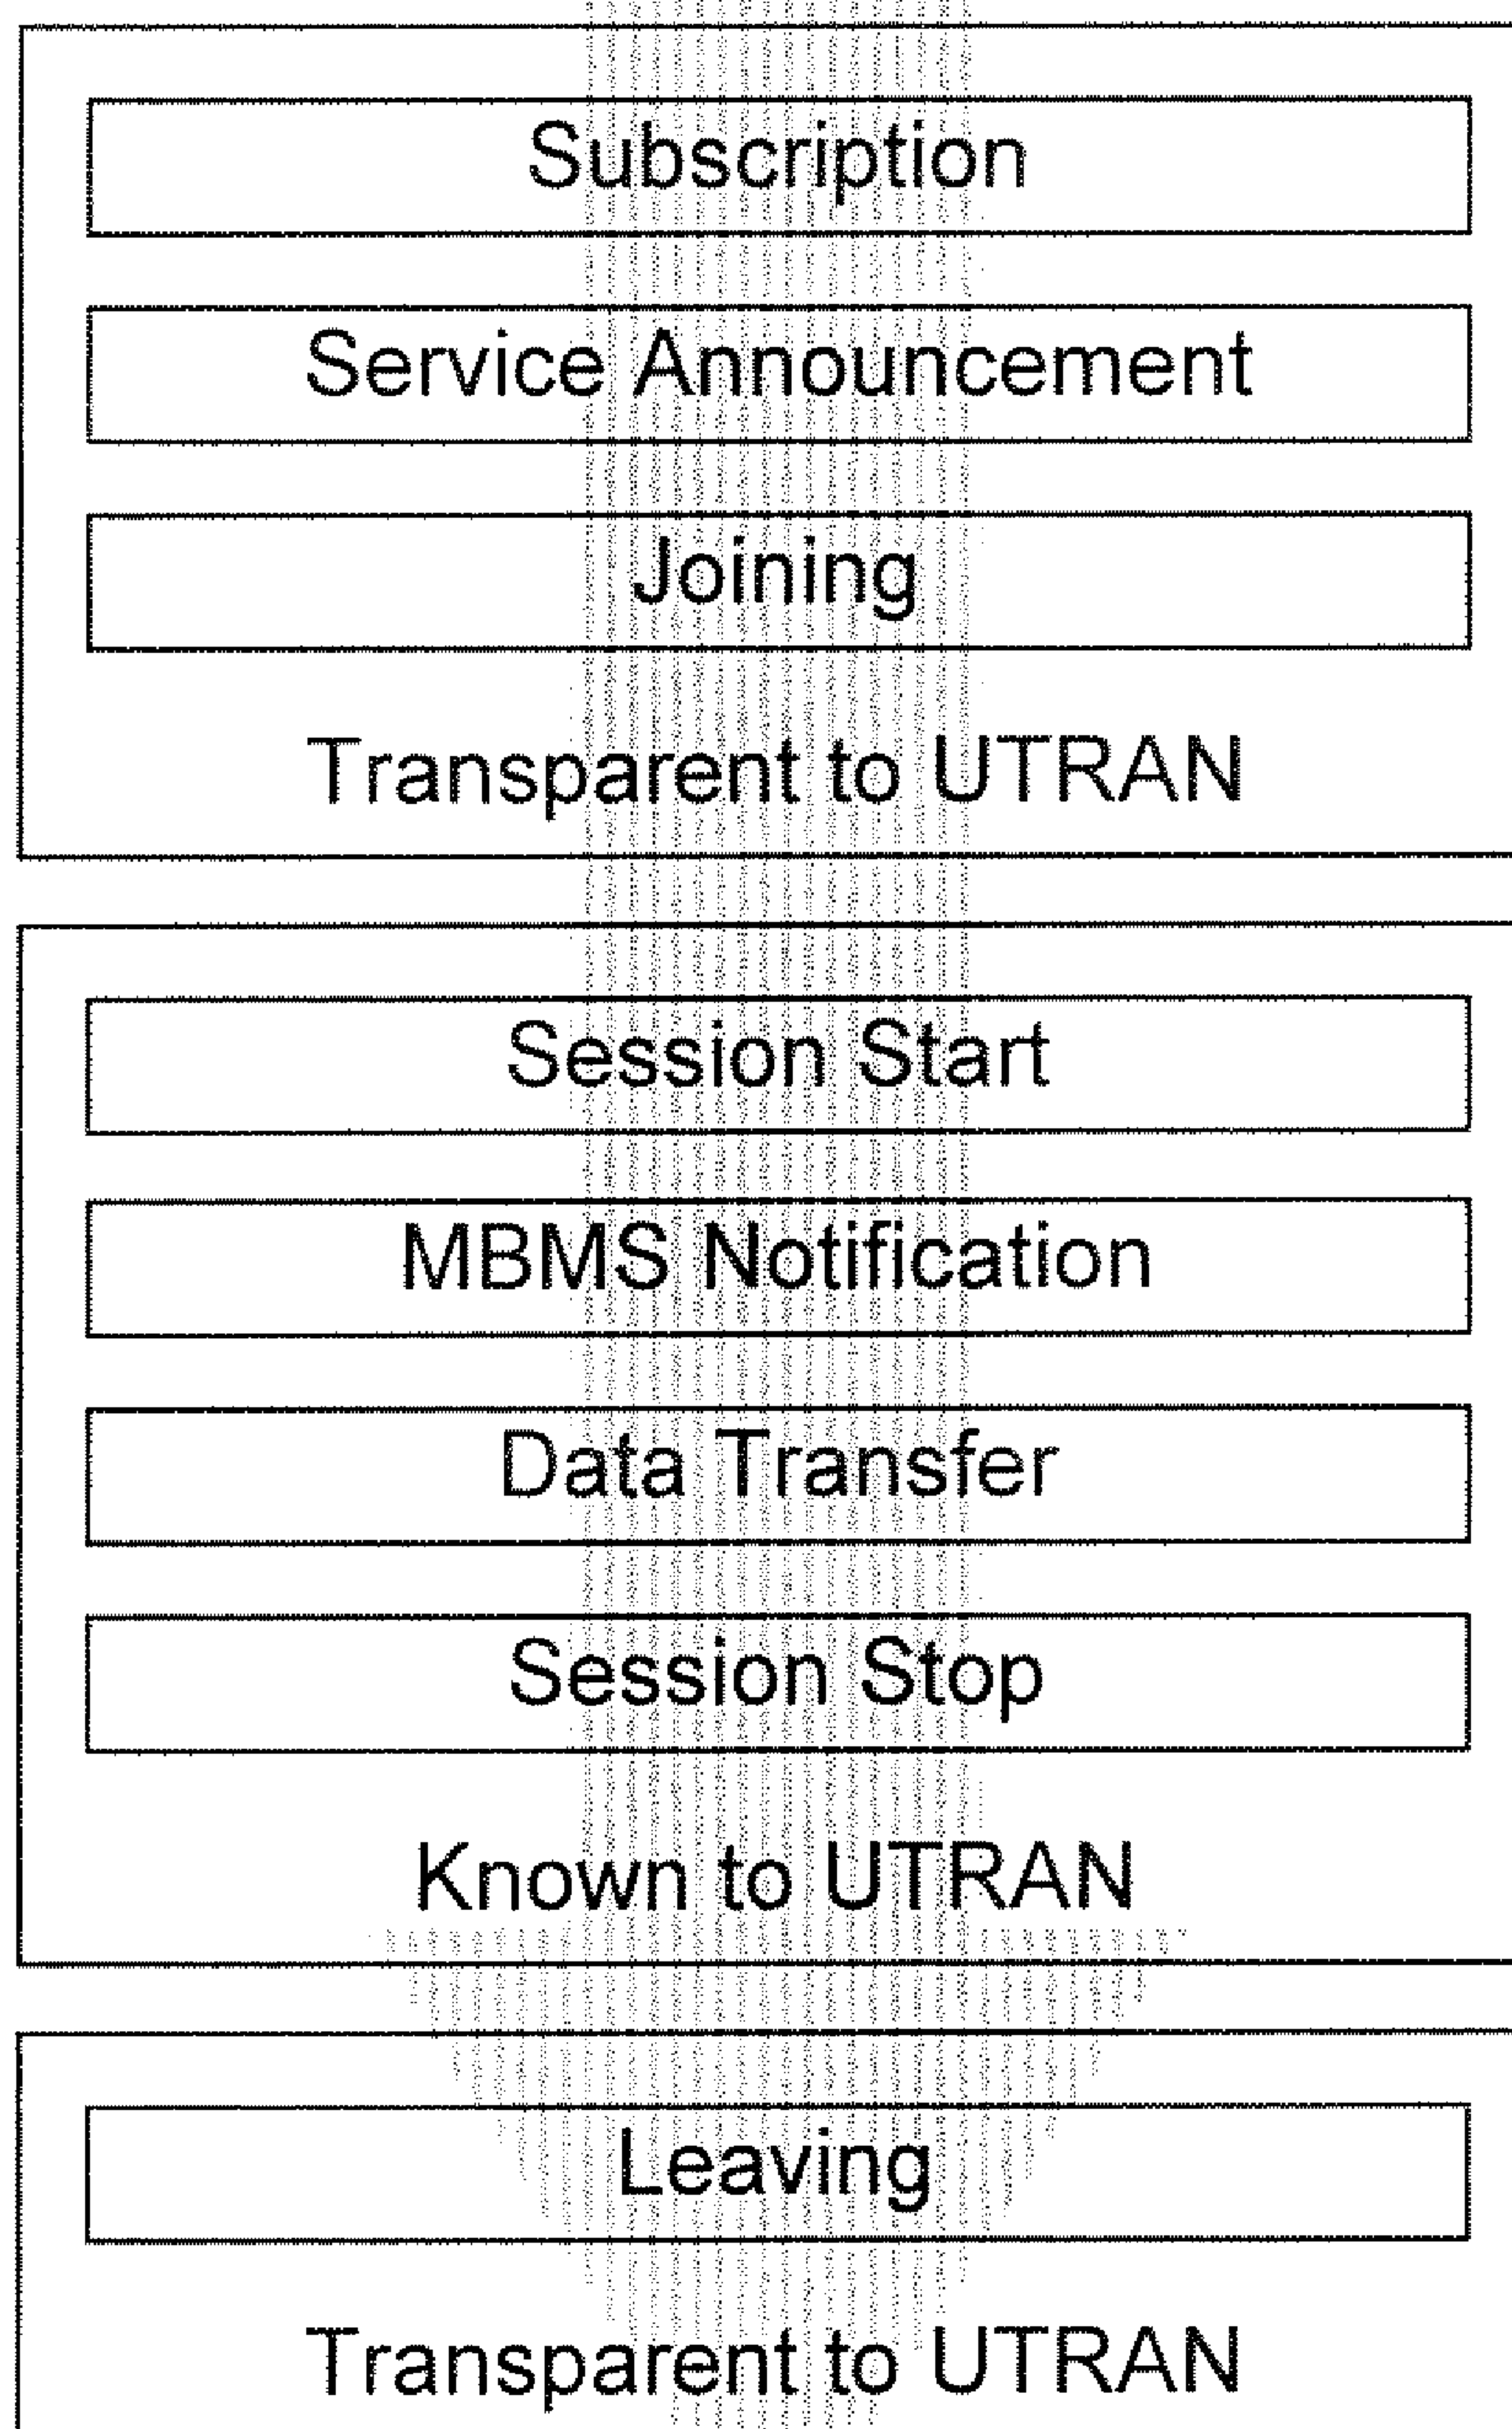 Subscription
Service Announcement
Joining
Transparent to UTRAN
Session Start
MBMS Notification
Data Transfer
Session Stop
Known to UTRAN
Leaving
Transparent to UTRAN